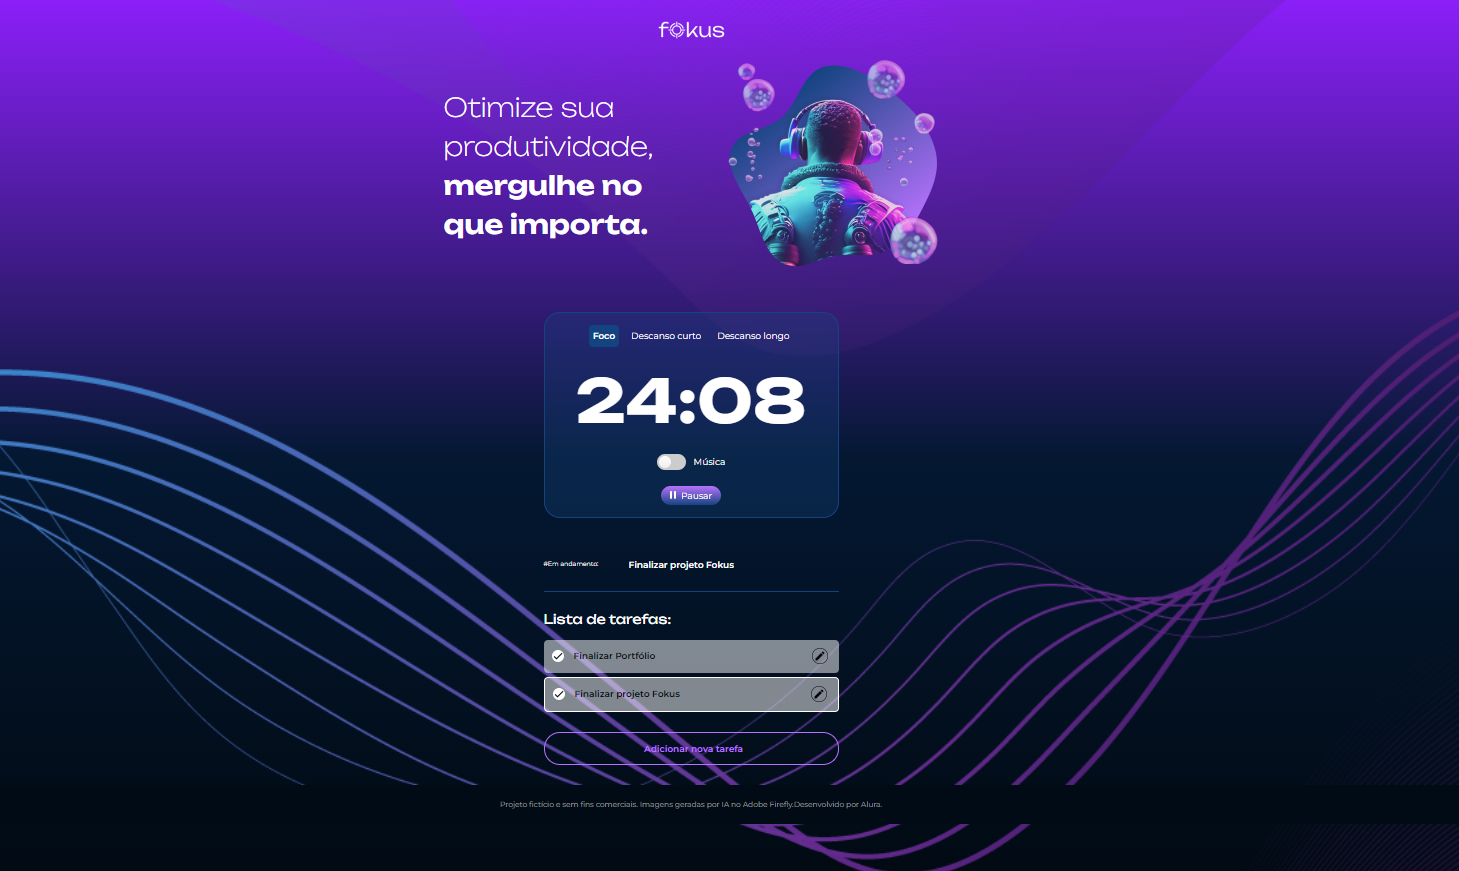 fokus
Otimize sua
produtividade,
mergulhe no
que importa.
Foco Descanso curto Descanso longo
24:08
Música
Pausar
#Em andamento: Finalizar projeto Fokus
Lista de tarefas:
Finalizar Portfólio
Finalizar projeto Fokus
Adicionar nova tarefa
Projeto fictício e sem fins comerciais. Imagens geradas por IA no Adobe Firefly.Desenvolvido por Alura.